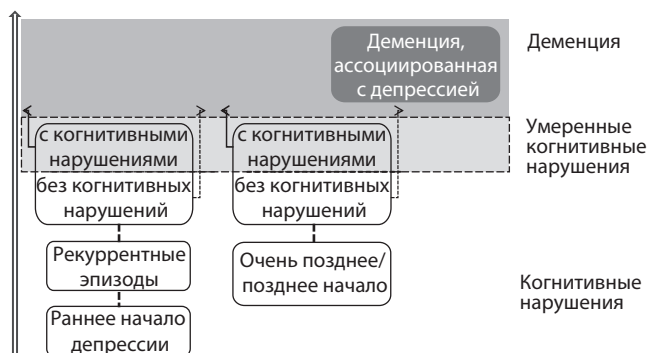 Деменция,
ассоциированная
с депрессией
Деменция
Умеренные
когнитивные
нарушения
с когнитивными
нарушениями
без когнитивных
нарушений
с когнитивными
нарушениями
без когнитивных
нарушений
Рекуррентные
эпизоды
Очень позднее/
позднее начало
Когнитивные
нарушения
Раннее начало
депрессии